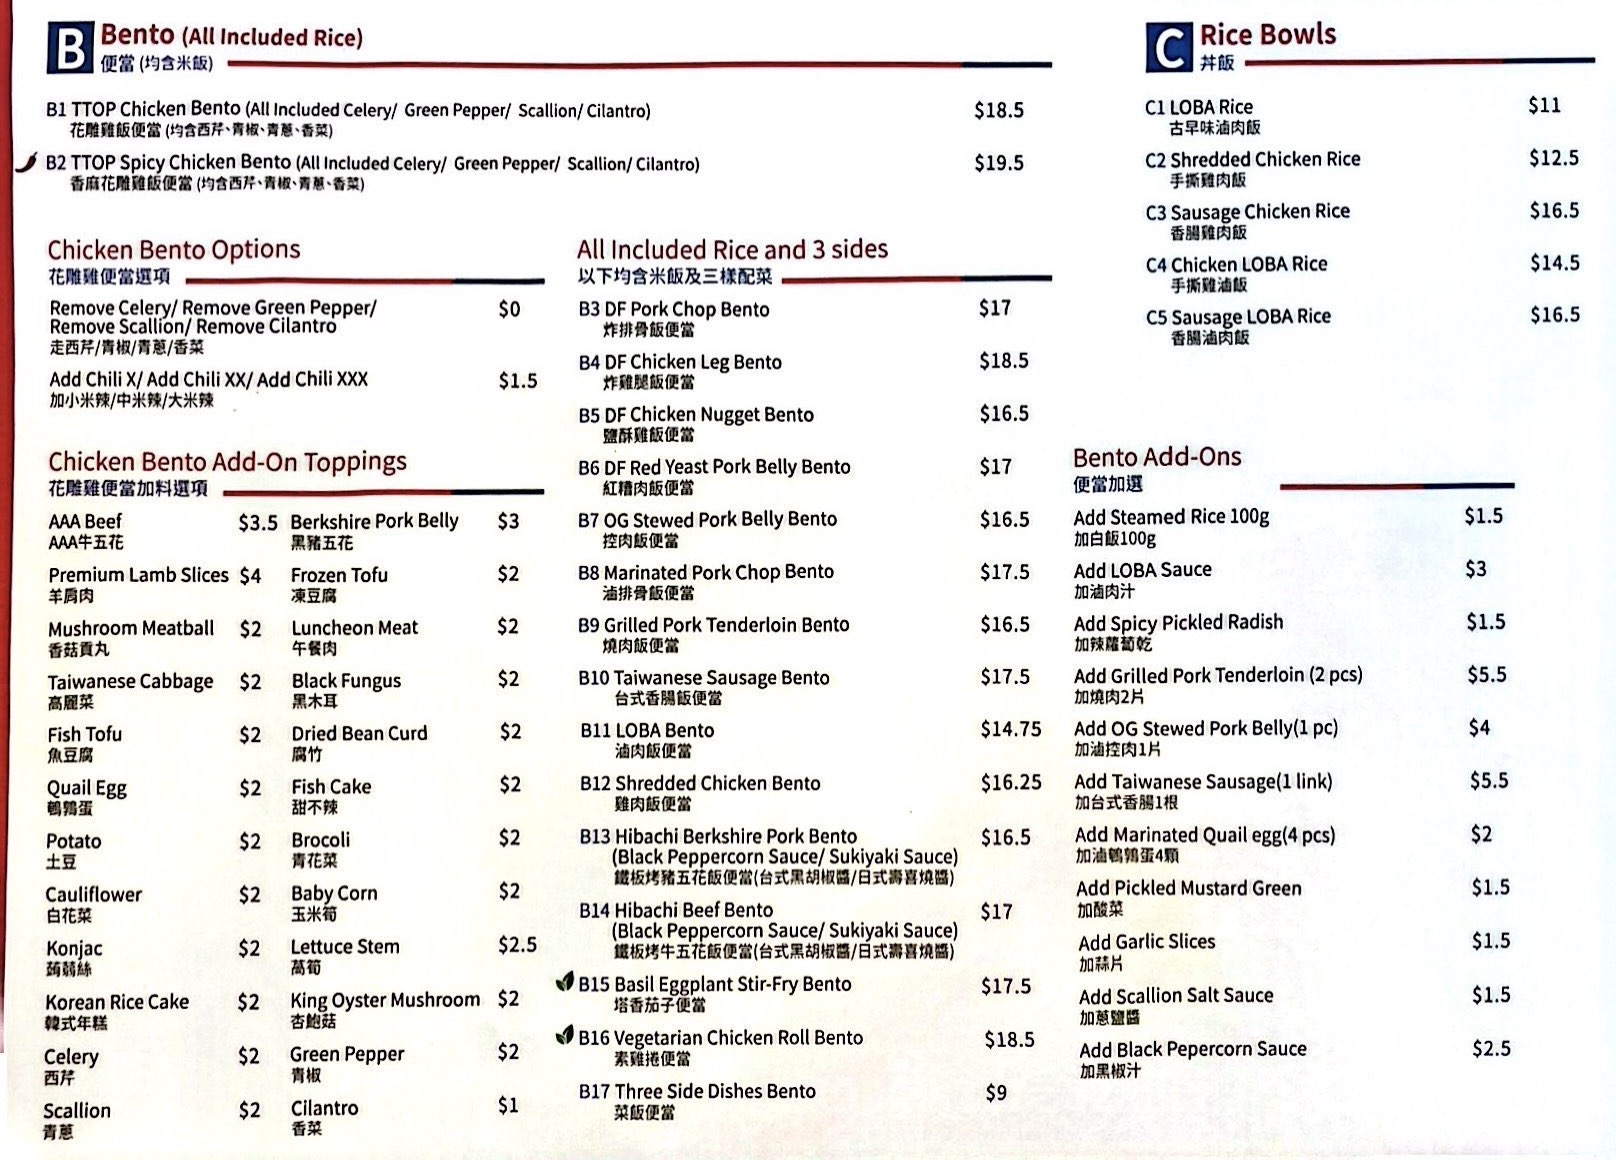 B
Bento (All Included Rice)
便當 (均含米飯)
B1 TTOP Chicken Bento (All Included Celery/ Green Pepper/ Scallion/ Cilantro) $18.5
花雕雞飯便當 (均含西芹、青椒、青蔥、香菜)
B2 TTOP Spicy Chicken Bento (All Included Celery/ Green Pepper/ Scallion/ Cilantro) $19.5
香麻花雕雞飯便當 (均含西芹、青椒、青蔥、香菜)
Chicken Bento Options
花雕雞便當選項
Remove Celery/ Remove Green Pepper/ $0
Remove Scallion/ Remove Cilantro
走西芹/青椒/青蔥/香菜
Add Chili X/ Add Chili XX/ Add Chili XXX $1.5
加小米辣/中米辣/大米辣
Chicken Bento Add-On Toppings
花雕雞便當加料選項
AAA Beef $3.5 Berkshire Pork Belly $3
AAA牛五花 黑豬五花
Premium Lamb Slices $4 Frozen Tofu $2
羊肩肉 凍豆腐
Mushroom Meatball $2 Luncheon Meat $2
香菇貢丸 午餐肉
Taiwanese Cabbage $2 Black Fungus $2
高麗菜 黑木耳
Fish Tofu $2 Dried Bean Curd $2
魚豆腐 腐竹
Quail Egg $2 Fish Cake $2
鵪鶉蛋 甜不辣
Potato $2 Brocoli $2
土豆 青花菜
Cauliflower $2 Baby Corn $2
白花菜 玉米筍
Konjac $2 Lettuce Stem $2.5
蒟蒻絲 萵筍
Korean Rice Cake $2 King Oyster Mushroom $2
韓式年糕 杏鮑菇
Celery $2 Green Pepper $2
西芹 青椒
Scallion $2 Cilantro $1
青蔥 香菜
All Included Rice and 3 sides
以下均含米飯及三樣配菜
B3 DF Pork Chop Bento $17
炸排骨飯便當
B4 DF Chicken Leg Bento $18.5
炸雞腿飯便當
B5 DF Chicken Nugget Bento $16.5
鹽酥雞飯便當
B6 DF Red Yeast Pork Belly Bento $17
紅糟肉飯便當
B7 OG Stewed Pork Belly Bento $16.5
控肉飯便當
B8 Marinated Pork Chop Bento $17.5
滷排骨飯便當
B9 Grilled Pork Tenderloin Bento $16.5
燒肉飯便當
B10 Taiwanese Sausage Bento $17.5
台式香腸飯便當
B11 LOBA Bento $14.75
滷肉飯便當
B12 Shredded Chicken Bento $16.25
雞肉飯便當
B13 Hibachi Berkshire Pork Bento $16.5
(Black Peppercorn Sauce/ Sukiyaki Sauce)
鐵板烤豬五花飯便當(台式黑胡椒醬/日式壽喜燒醬)
B14 Hibachi Beef Bento $17
(Black Peppercorn Sauce/ Sukiyaki Sauce)
鐵板烤牛五花飯便當(台式黑胡椒醬/日式壽喜燒醬)
B15 Basil Eggplant Stir-Fry Bento $17.5
塔香茄子便當
B16 Vegetarian Chicken Roll Bento $18.5
素雞捲便當
B17 Three Side Dishes Bento $9
菜飯便當
C
Rice Bowls
丼飯
C1 LOBA Rice $11
古早味滷肉飯
C2 Shredded Chicken Rice $12.5
手撕雞肉飯
C3 Sausage Chicken Rice $16.5
香腸雞肉飯
C4 Chicken LOBA Rice $14.5
手撕雞滷飯
C5 Sausage LOBA Rice $16.5
香腸滷肉飯
Bento Add-Ons
便當加選
Add Steamed Rice 100g $1.5
加白飯100g
Add LOBA Sauce $3
加滷肉汁
Add Spicy Pickled Radish $1.5
加辣蘿蔔乾
Add Grilled Pork Tenderloin (2 pcs) $5.5
加燒肉2片
Add OG Stewed Pork Belly(1 pc) $4
加滷控肉1片
Add Taiwanese Sausage(1 link) $5.5
加台式香腸1根
Add Marinated Quail egg(4 pcs) $2
加滷鵪鶉蛋4顆
Add Pickled Mustard Green $1.5
加酸菜
Add Garlic Slices $1.5
加蒜片
Add Scallion Salt Sauce $1.5
加蔥鹽醬
Add Black Pepercorn Sauce $2.5
加黑椒汁